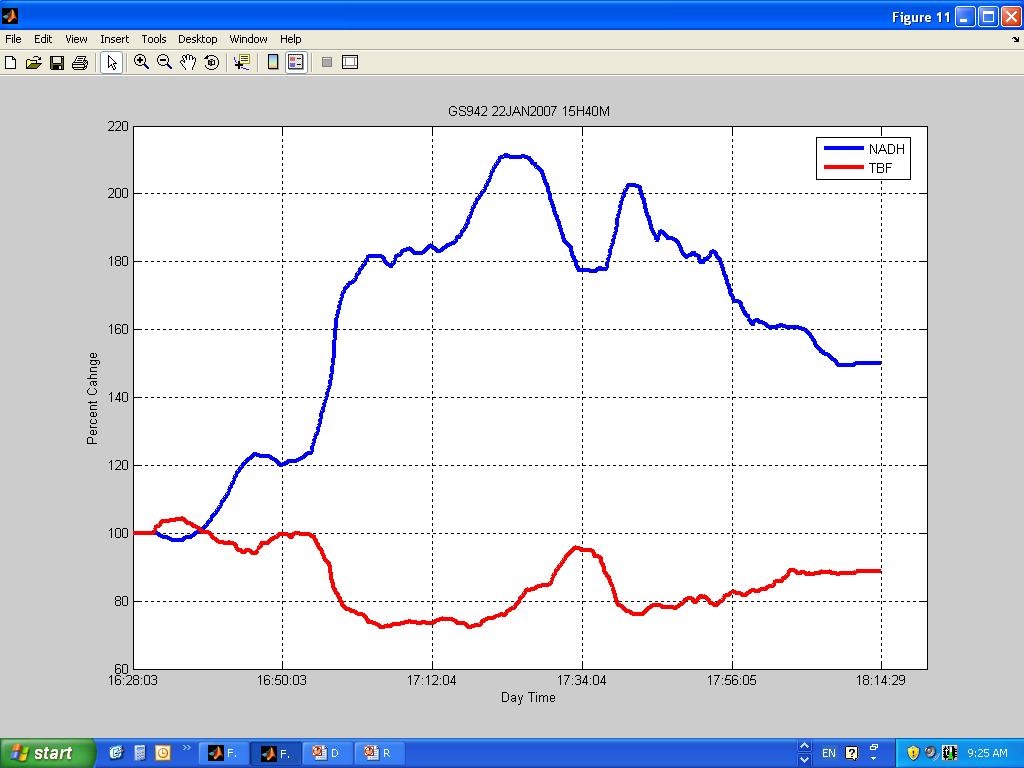 Figure 11
File Edit View Insert Tools Desktop Window Help
GS942 22JAN2007 15H40M
220
200
180
160
140
120
100
80
60
Percent Cahnge
NADH
TBF
16:28:03 16:50:03 17:12:04 17:34:04 17:56:05 18:14:29
Day Time
start
F.
F.
D
R
EN
9:25 AM